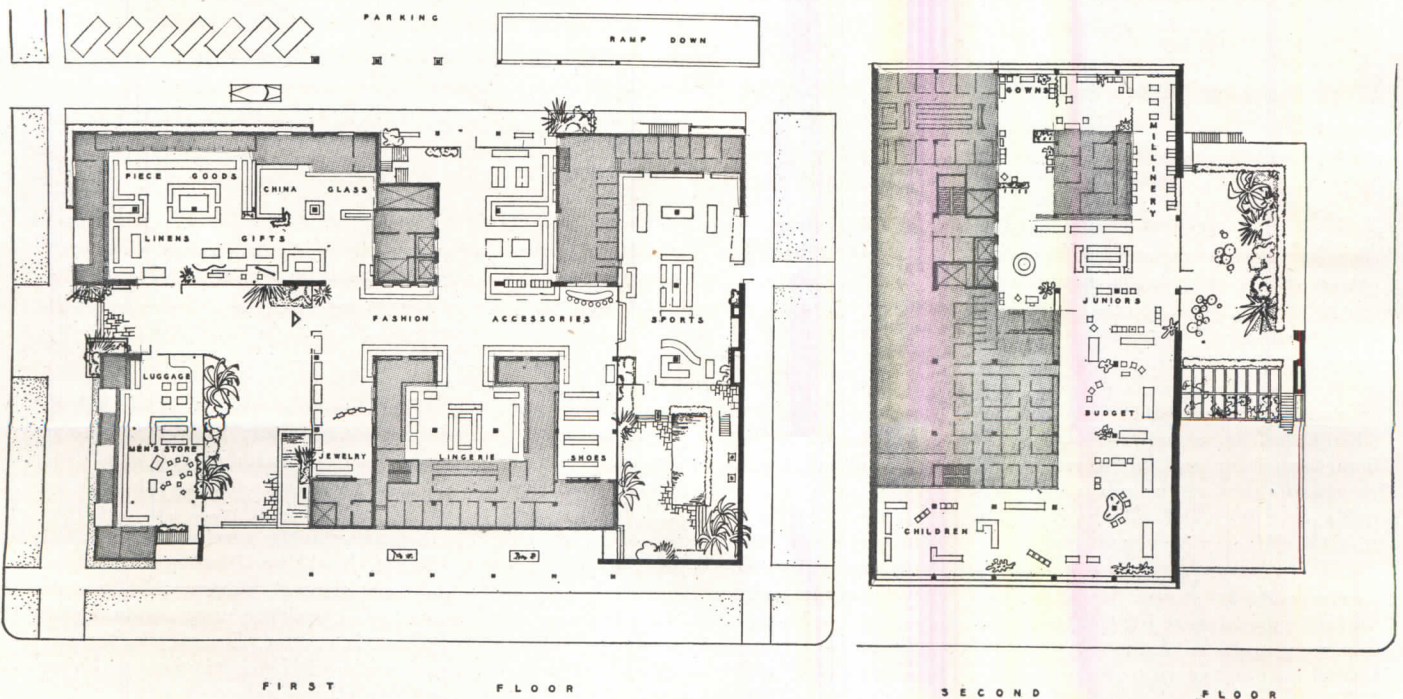 PARKING
RAMP DOWN
PIECE GOODS
CHINA GLASS
LINENS GIFTS
FASHION ACCESSORIES SPORTS
LUGGAGE
MEN'S STORE
JEWELRY LINGERIE SHOES
FIRST FLOOR
GOWNS
MILLINERY
JUNIORS
BUDGET
CHILDREN
SECOND FLOOR